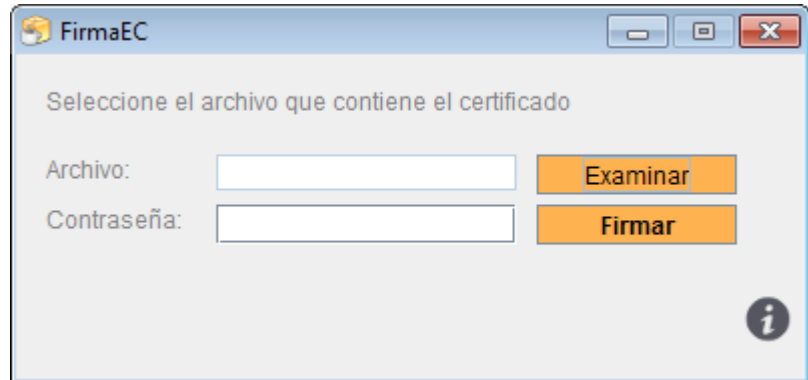 FirmaEC
Seleccione el archivo que contiene el certificado
Archivo:
Examinar
Contraseña:
Firmar
i